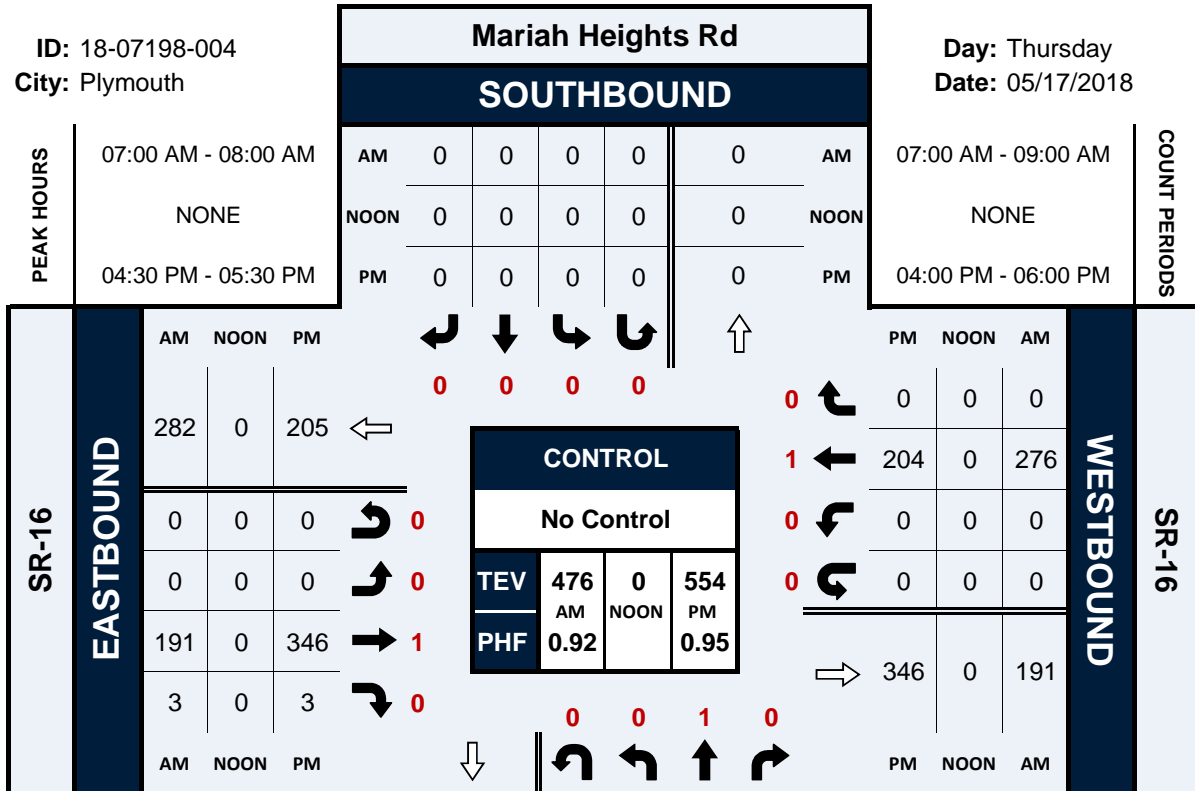 Mariah Heights Rd
SOUTHBOUND
ID: 18-07198-004
City: Plymouth
Day: Thursday
Date: 05/17/2018
PEAK HOURS
07:00 AM - 08:00 AM
NONE
04:30 PM - 05:30 PM
AM 0 0 0 0 0 AM
NOON 0 0 0 0 0 NOON
PM 0 0 0 0 0 PM
07:00 AM - 09:00 AM
NONE
04:00 PM - 06:00 PM
COUNT PERIODS
0 0 0 0
SR-16
EASTBOUND
AM NOON PM
282 0 205
0 0 0 0
0 0 0 0
191 0 346 1
3 0 3 0
AM NOON PM
CONTROL
No Control
TEV 476 0 554
AM NOON PM
PHF 0.92 0.95
PM NOON AM
0 0 0 0
1 204 0 276
0 0 0 0
0 0 0 0
346 0 191
PM NOON AM
WESTBOUND
SR-16
0 0 1 0